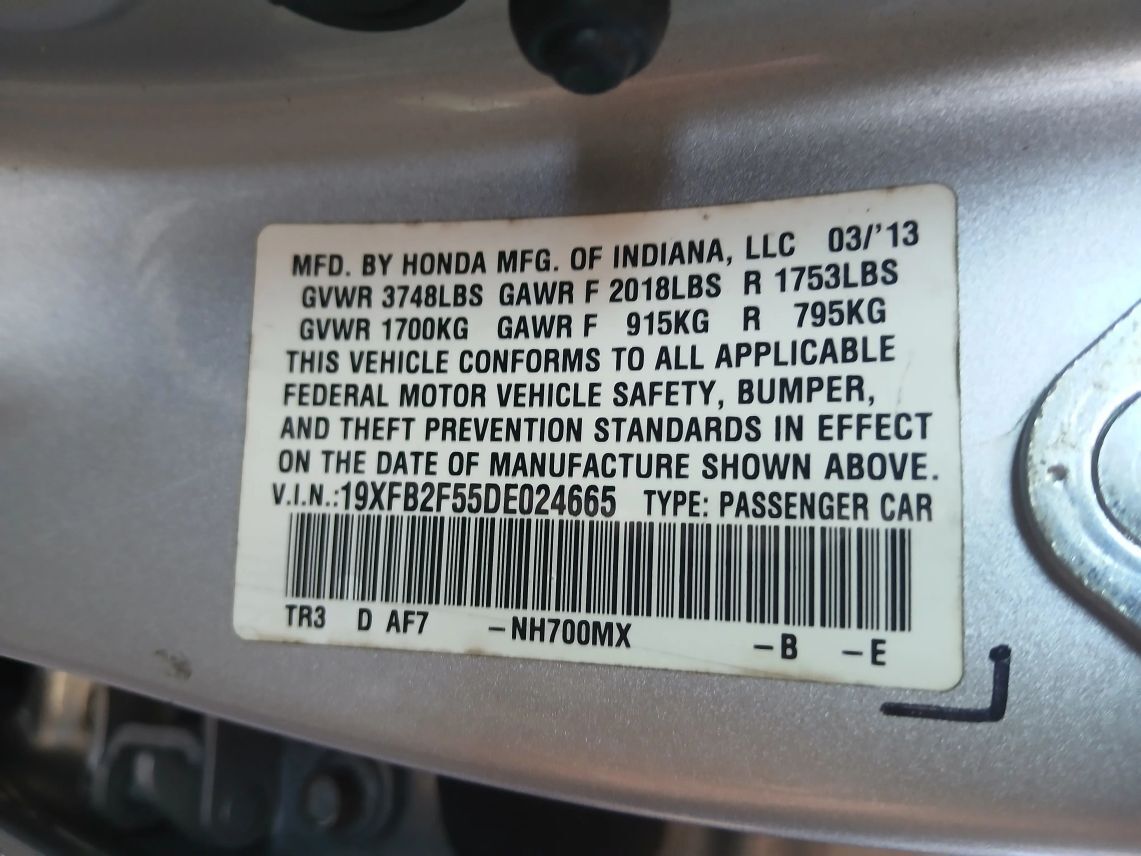 MFD. BY HONDA MFG. OF INDIANA, LLC 03/'13
GVWR 3748LBS GAWR F 2018LBS R 1753LBS
GVWR 1700KG GAWR F 915KG R 795KG
THIS VEHICLE CONFORMS TO ALL APPLICABLE
FEDERAL MOTOR VEHICLE SAFETY, BUMPER,
AND THEFT PREVENTION STANDARDS IN EFFECT
ON THE DATE OF MANUFACTURE SHOWN ABOVE.
V.I.N.:19XFB2F55DE024665 TYPE: PASSENGER CAR
TR3 D AF7 –NH700MX –B –E